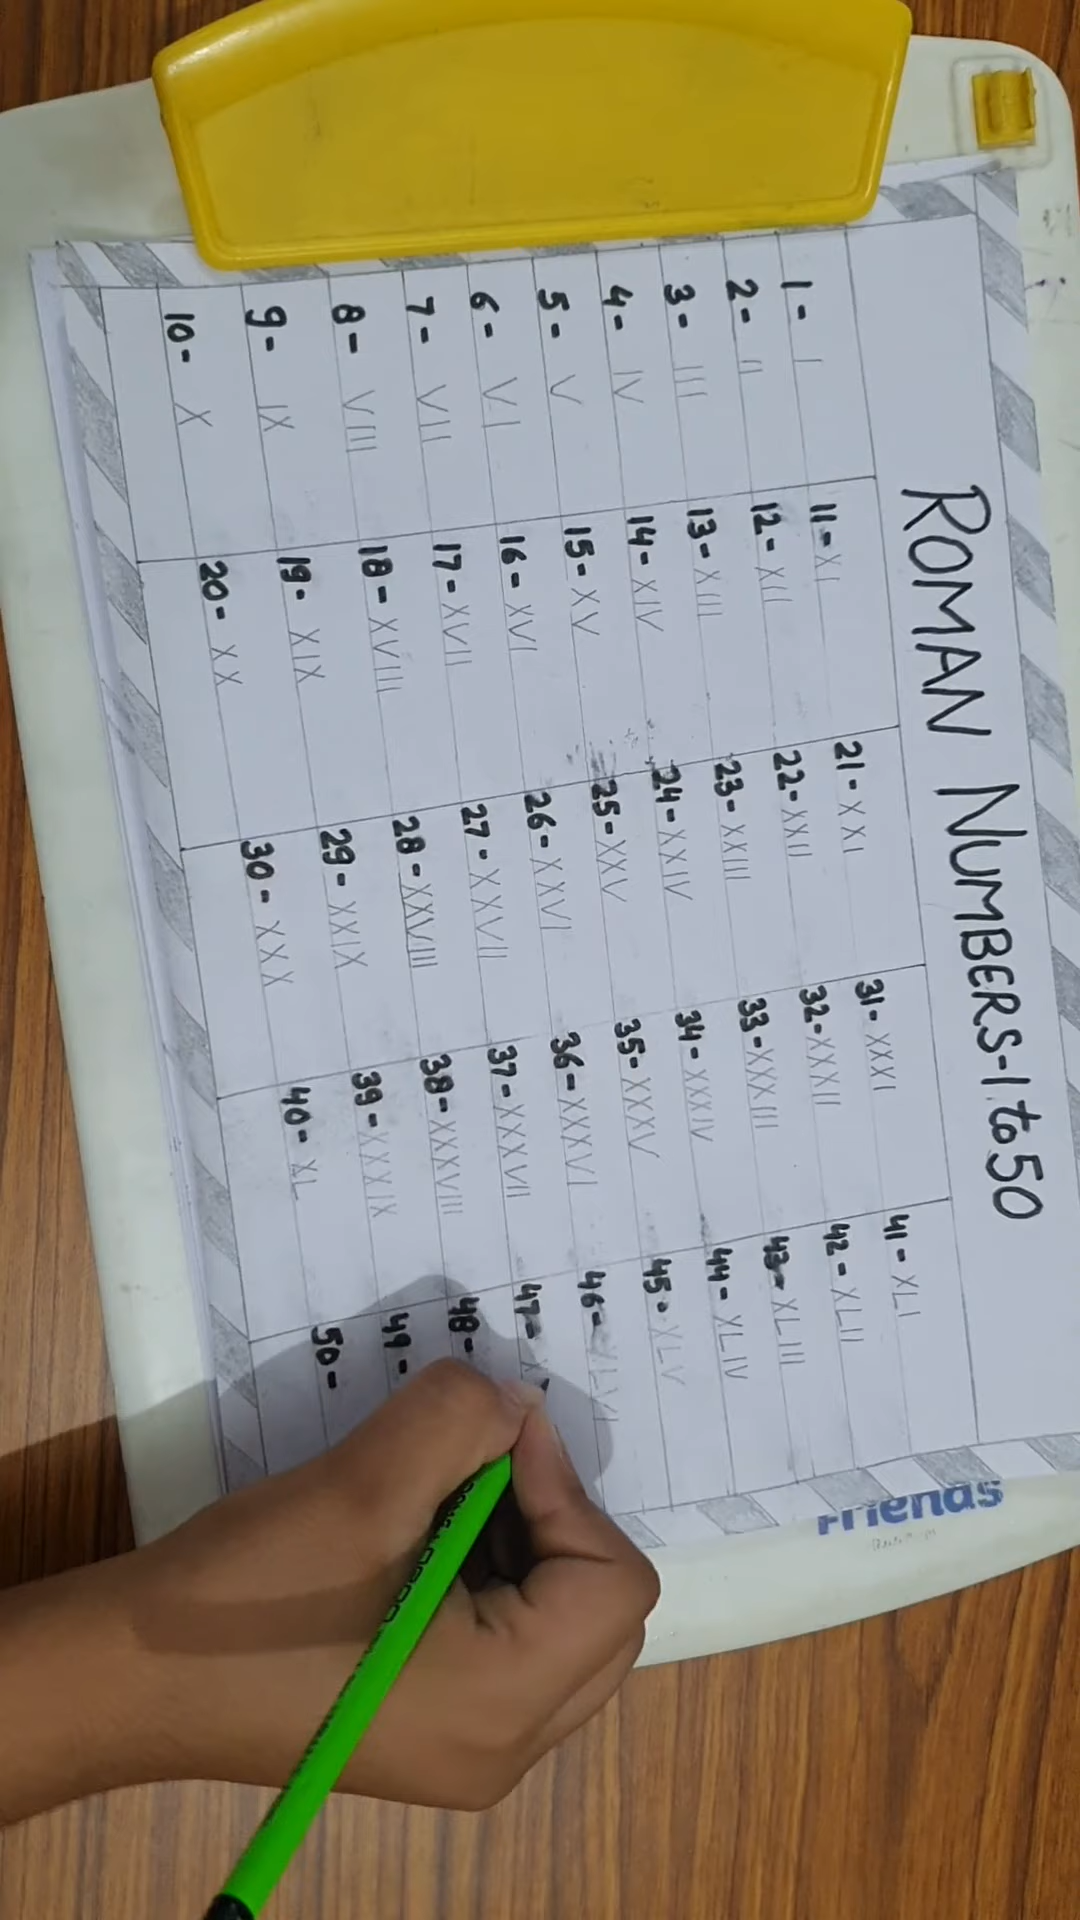 ROMAN NUMBERS-1 to 50
1- I
2- II
3- III
4- IV
5- V
6- VI
7- VII
8- VIII
9- IX
10- X
11- XI
12- XII
13- XIII
14- XIV
15- XV
16- XVI
17- XVII
18- XVIII
19- XIX
20- XX
21- XXI
22- XXII
23- XXIII
24- XXIV
25- XXV
26- XXVI
27- XXVII
28- XXVIII
29- XXIX
30- XXX
31- XXXI
32- XXXII
33- XXXIII
34- XXXIV
35- XXXV
36- XXXVI
37- XXXVII
38- XXXVIII
39- XXXIX
40- XL
41- XLI
42- XLII
43- XLIII
44- XLIV
45- XLV
46- XLVI
47- X
48-
49-
50-
Friends